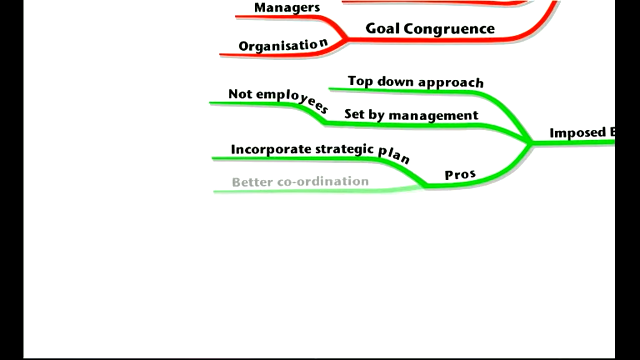 Managers
Goal Congruence
Organisation
Top down approach
Not employees
Set by management
Imposed
Incorporate strategic plan
Pros
Better co-ordination